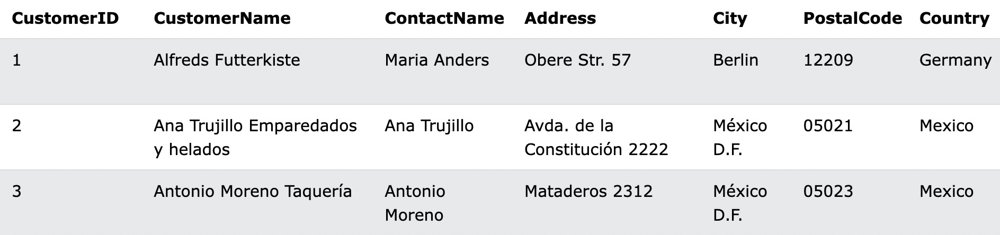 CustomerID CustomerName ContactName Address City PostalCode Country
1 Alfreds Futterkiste Maria Anders Obere Str. 57 Berlin 12209 Germany
2 Ana Trujillo Emparedados Ana Trujillo Avda. de la México 05021 Mexico
y helados Constitución 2222 D.F.
3 Antonio Moreno Taquería Antonio Mataderos 2312 México 05023 Mexico
Moreno D.F.